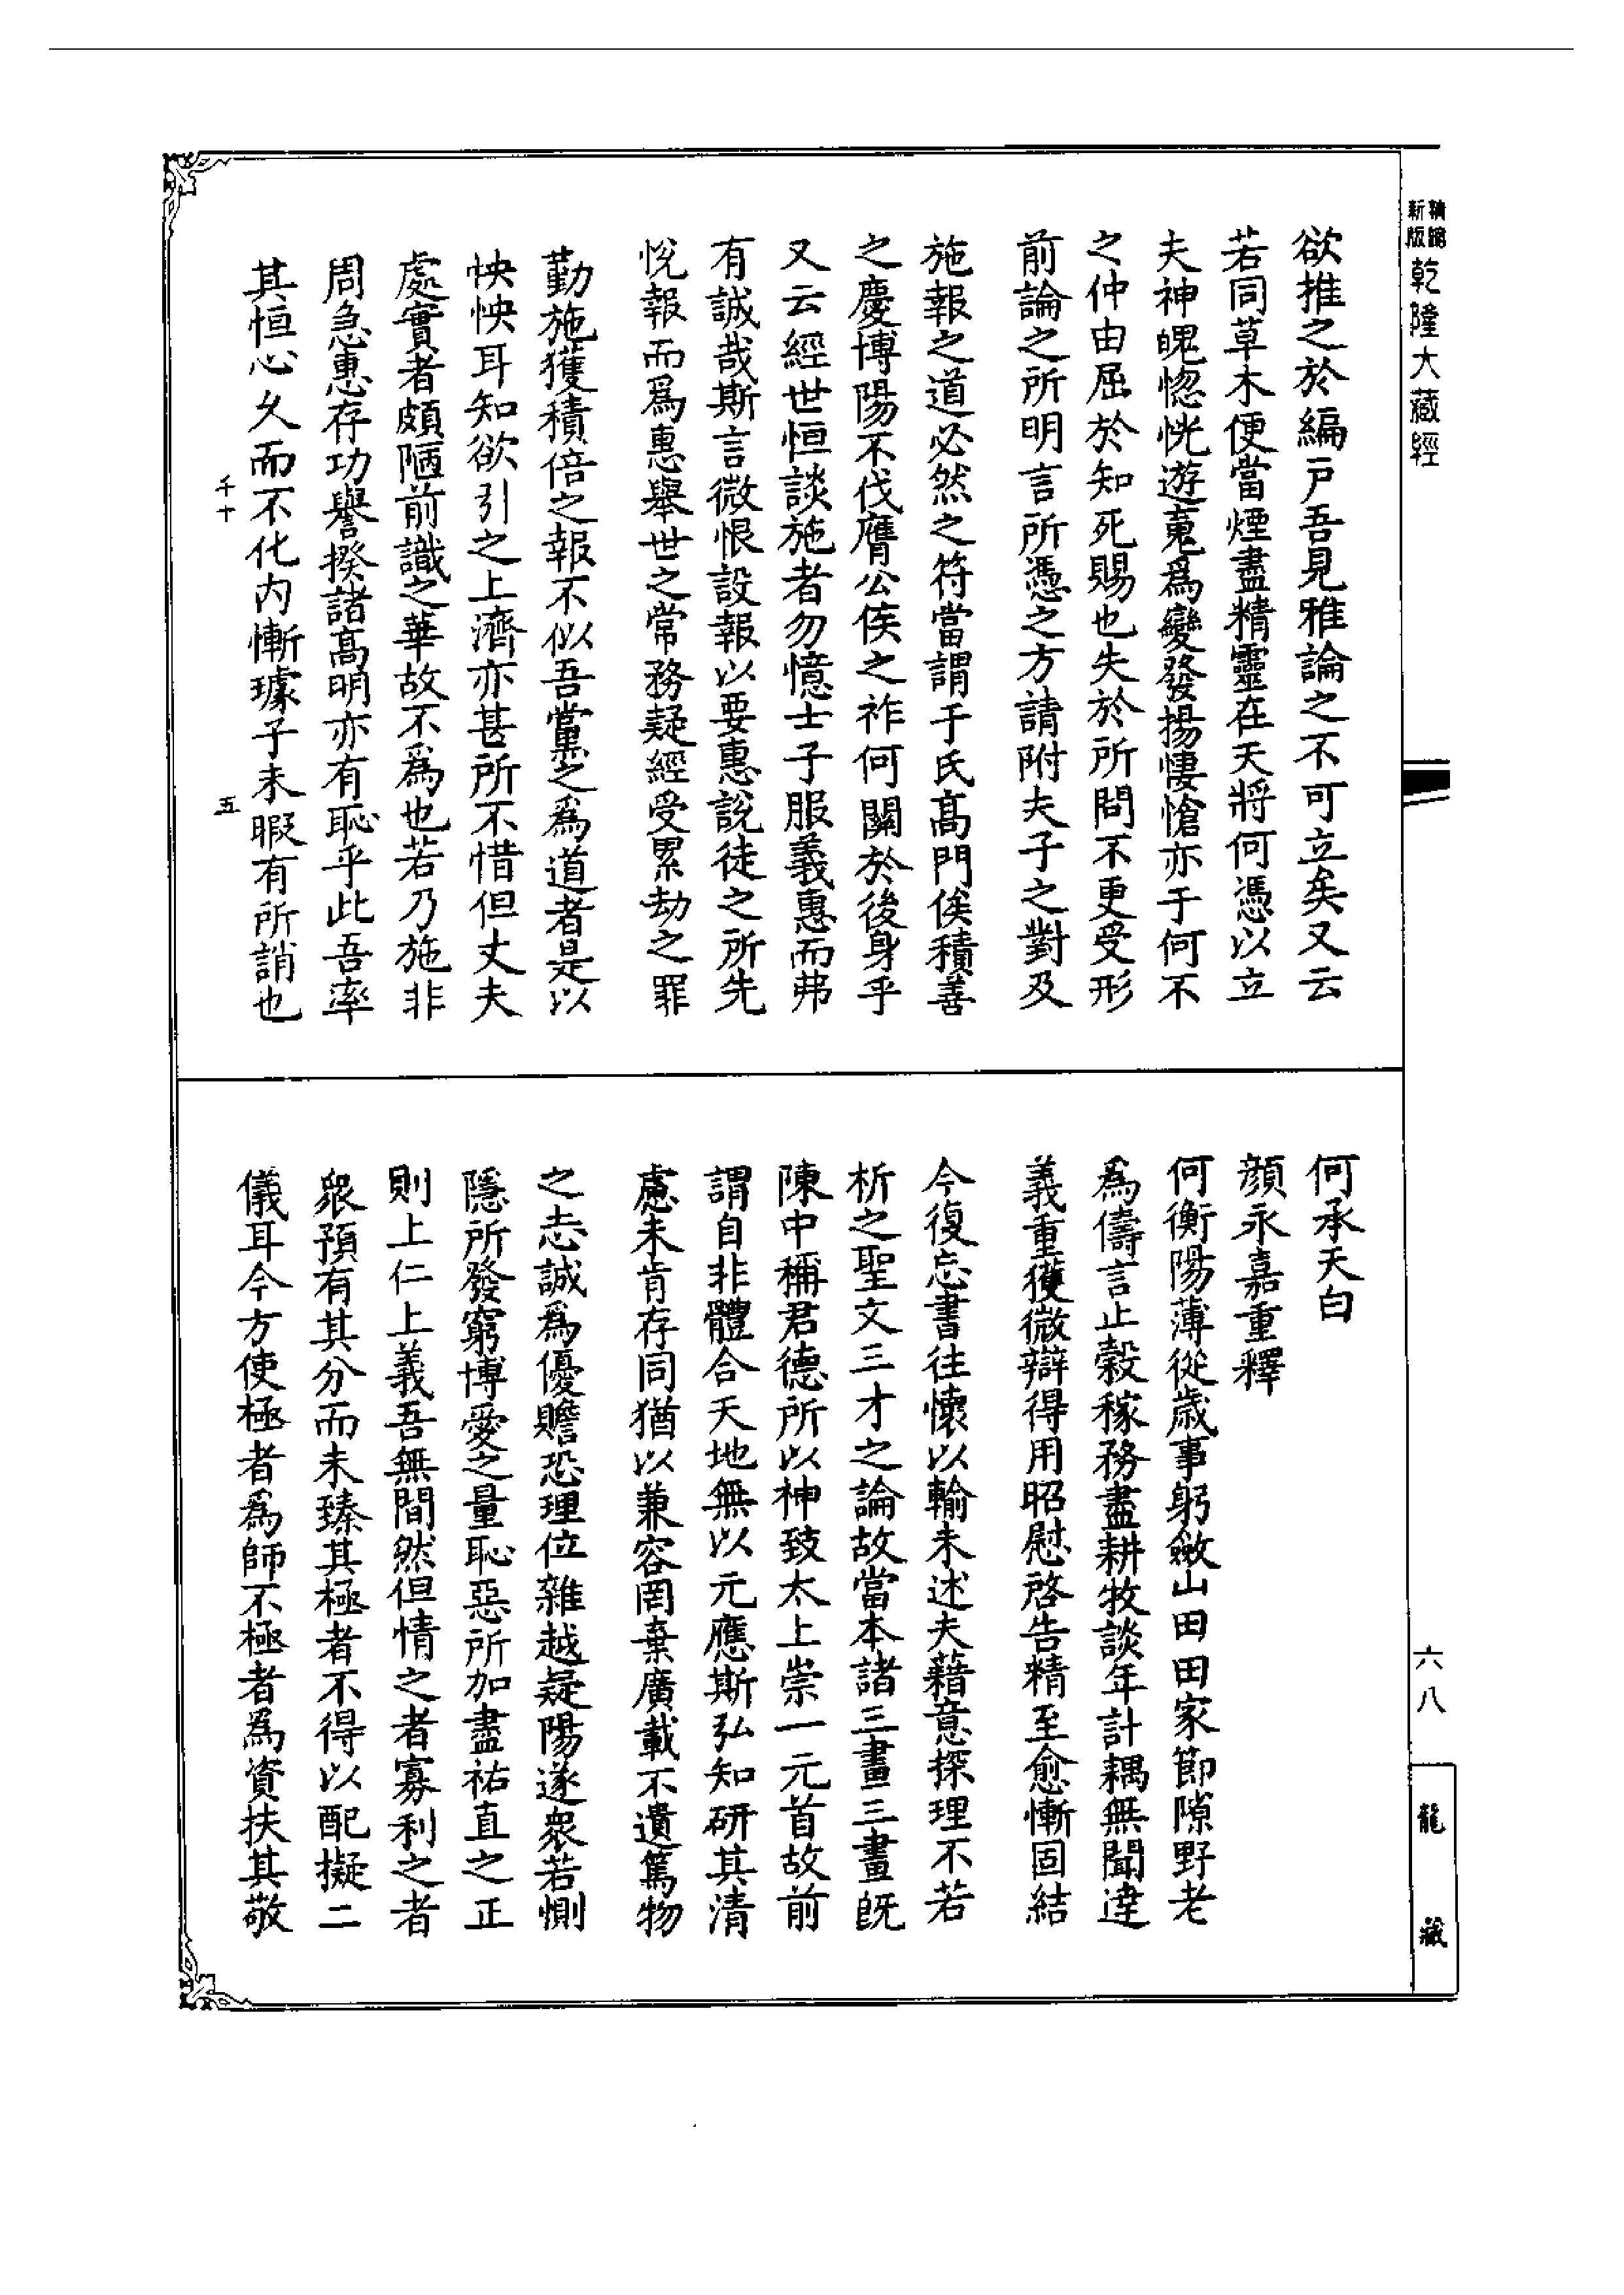 乾隆大藏經
新版
欲推之於編戶吾見雅論之不可立矣又云
若同草木便當煙盡精靈在天將何憑以立
夫神魄惚恍遊䰟爲變發揚悽愴亦于何不
之仲由屈於知死賜也失於所問不更受形
前論之所明言所憑之方請附夫子之對及
施報之道必然之符當謂于氏髙門俟積善
之慶博陽不伐膺公侯之祚何關於後身乎
又云經世恒談施者勿憶士子服義惠而弗
有誠哉斯言微恨設報以要惠說徒之所先
悅報而爲惠舉世之常務疑經受累劫之罪
勤施獲積倍之報不似吾黨之爲道者是以
怏怏耳知欲引之上濟亦甚所不惜但丈夫
處實者頗陋前識之華故不爲也若乃施非
周急惠存功譽揆諸髙明亦有恥乎此吾率
其恒心久而不化內慚璩子未暇有所誚也
千十
五
何承天白
顏永嘉重釋
何衡陽薄從歲事躬斂山田田家節隙野老
爲儔言止穀稼務盡耕牧談年計耦無聞達
義重獲微辯得用昭慰啓告精至愈慚固結
今復忘書往懷以輸未述夫藉意探理不若
析之聖文三才之論故當本諸三畫三畫旣
陳中稱君德所以神致太上崇一元首故前
謂自非體合天地無以元應斯弘知研其清
慮未肯存同猶以兼容罔棄廣載不遺篤物
之志誠爲優贍恐理位雜越疑陽遂衆若惻
隱所發窮博愛之量恥惡所加盡祐直之正
則上仁上義吾無間然但情之者寡利之者
衆預有其分而未臻其極者不得以配擬二
儀耳今方使極者爲師不極者爲資扶其敬
六八
龍藏